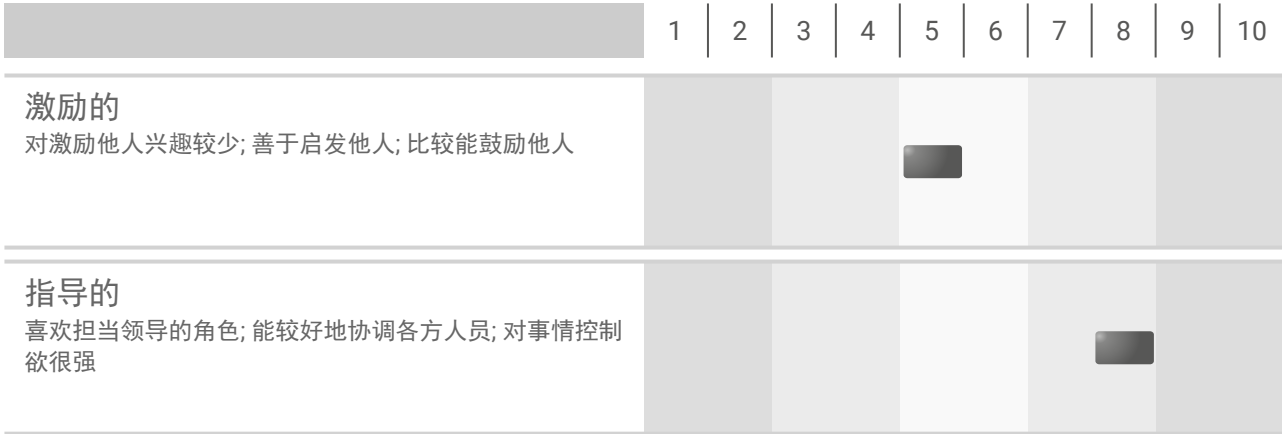 1 2 3 4 5 6 7 8 9 10
激励的
对激励他人兴趣较少; 善于启发他人; 比较能鼓励他人
指导的
喜欢担当领导的角色; 能较好地协调各方人员; 对事情控制
欲很强